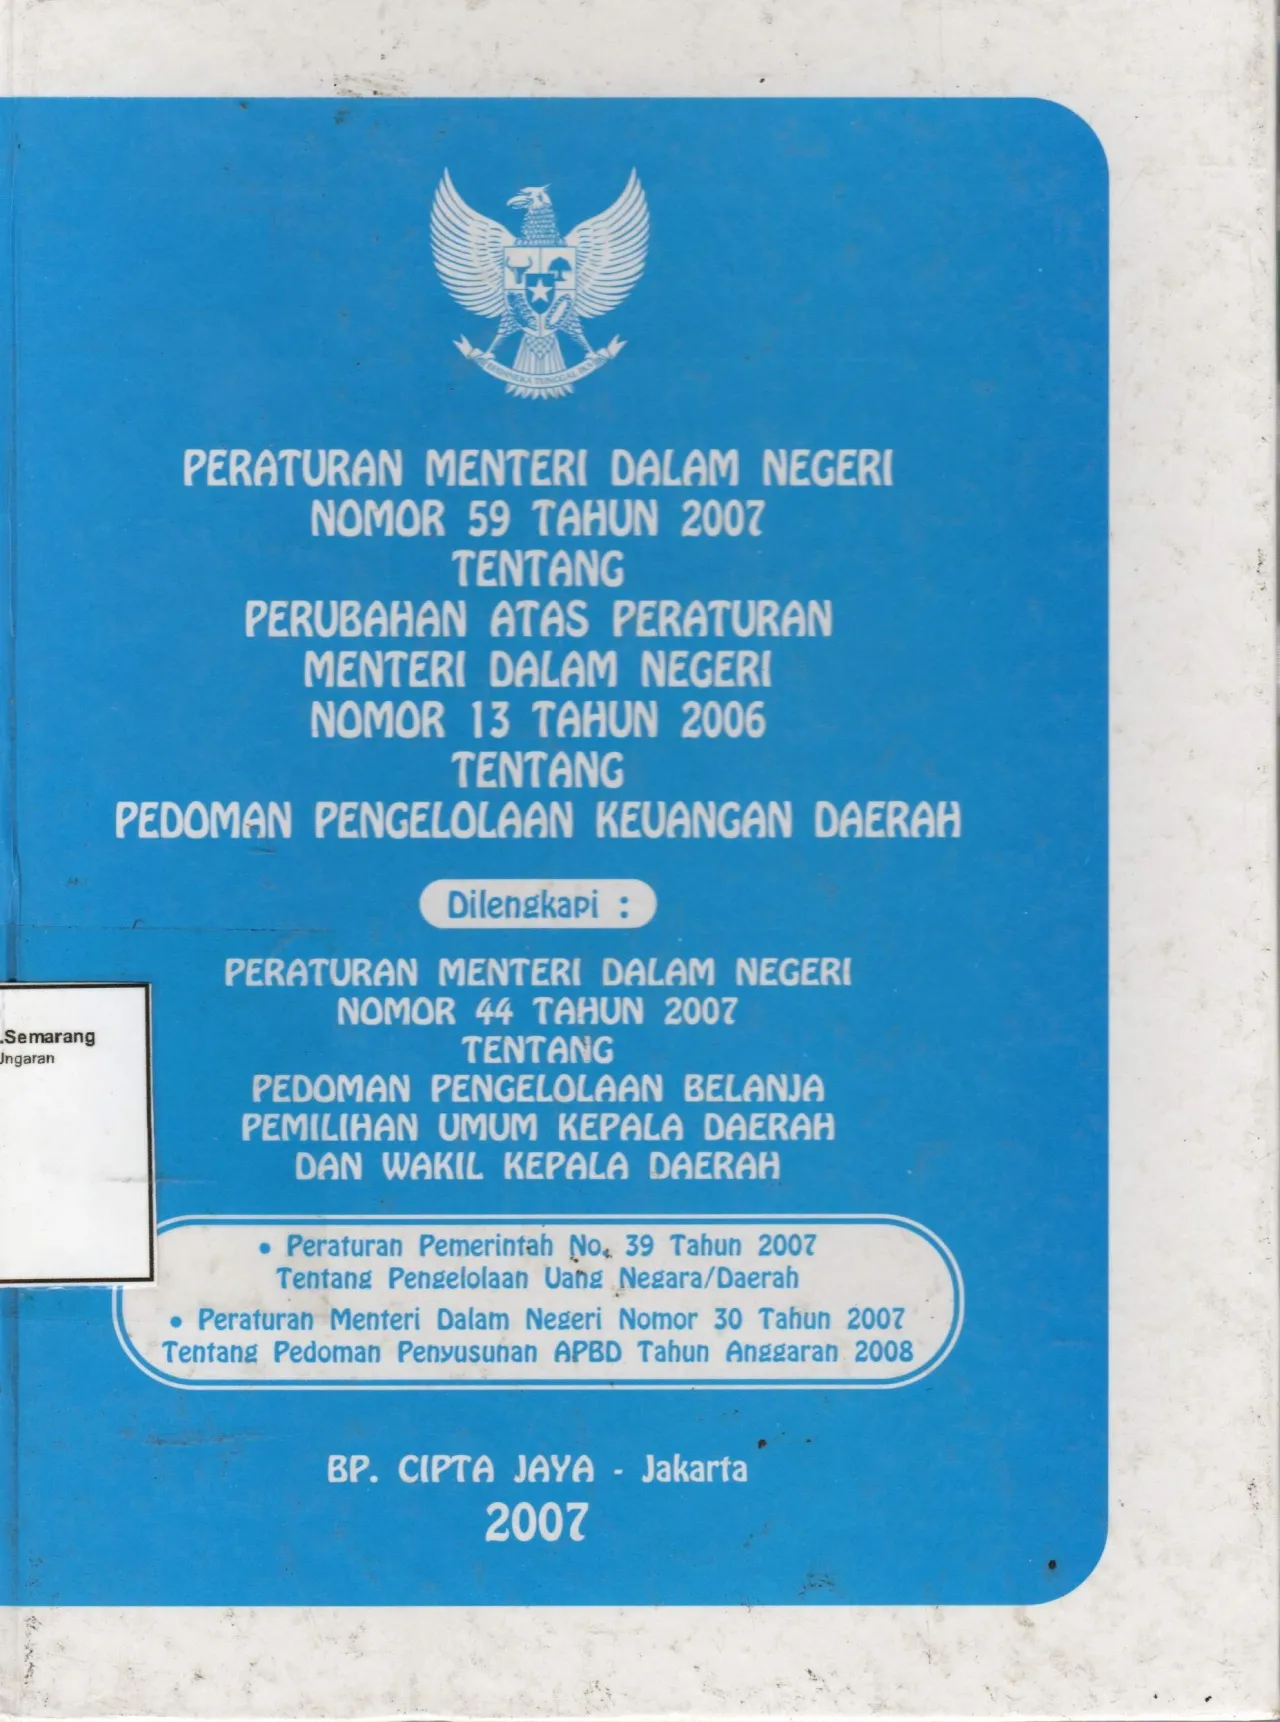 BHINNEKA TUNGGAL IKA
PERATURAN MENTERI DALAM NEGERI
NOMOR 59 TAHUN 2007
TENTANG
PERUBAHAN ATAS PERATURAN
MENTERI DALAM NEGERI
NOMOR 13 TAHUN 2006
TENTANG
PEDOMAN PENGELOLAAN KEUANGAN DAERAH
Dilengkapi :
PERATURAN MENTERI DALAM NEGERI
NOMOR 44 TAHUN 2007
TENTANG
PEDOMAN PENGELOLAAN BELANJA
PEMILIHAN UMUM KEPALA DAERAH
DAN WAKIL KEPALA DAERAH
.Semarang
Ungaran
• Peraturan Pemerintah No. 39 Tahun 2007
Tentang Pengelolaan Uang Negara/Daerah
• Peraturan Menteri Dalam Negeri Nomor 30 Tahun 2007
Tentang Pedoman Penyusunan APBD Tahun Anggaran 2008
BP. CIPTA JAYA - Jakarta
2007